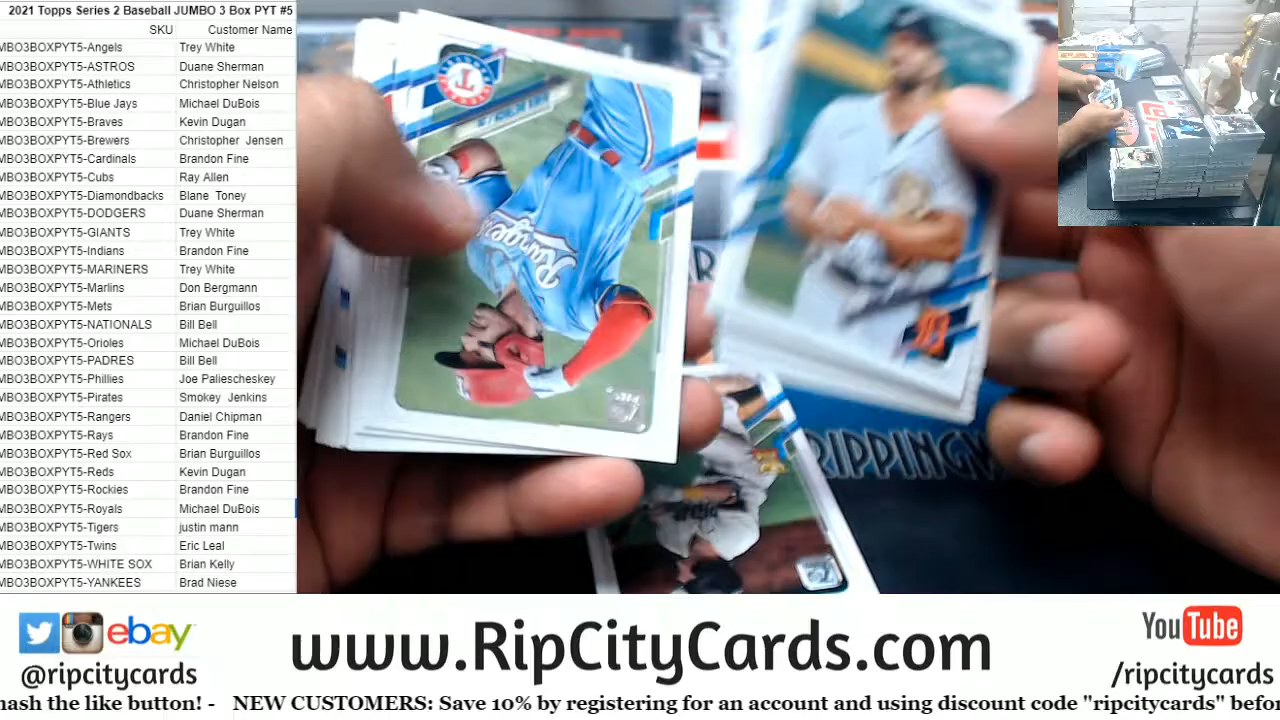 2021 Topps Series 2 Baseball JUMBO 3 Box PYT #5
SKU Customer Name
MBO3BOXPYT5-Angels Trey White
MBO3BOXPYT5-ASTROS Duane Sherman
MBO3BOXPYT5-Athletics Christopher Nelson
MBO3BOXPYT5-Blue Jays Michael DuBois
MBO3BOXPYT5-Braves Kevin Dugan
MBO3BOXPYT5-Brewers Christopher Jensen
MBO3BOXPYT5-Cardinals Brandon Fine
MBO3BOXPYT5-Cubs Ray Allen
MBO3BOXPYT5-Diamondbacks Blane Toney
MBO3BOXPYT5-DODGERS Duane Sherman
MBO3BOXPYT5-GIANTS Trey White
MBO3BOXPYT5-Indians Brandon Fine
MBO3BOXPYT5-MARINERS Trey White
MBO3BOXPYT5-Marlins Don Bergmann
MBO3BOXPYT5-Mets Brian Burguillos
MBO3BOXPYT5-NATIONALS Bill Bell
MBO3BOXPYT5-Orioles Michael DuBois
MBO3BOXPYT5-PADRES Bill Bell
MBO3BOXPYT5-Phillies Joe Paliescheskey
MBO3BOXPYT5-Pirates Smokey Jenkins
MBO3BOXPYT5-Rangers Daniel Chipman
MBO3BOXPYT5-Rays Brandon Fine
MBO3BOXPYT5-Red Sox Brian Burguillos
MBO3BOXPYT5-Reds Kevin Dugan
MBO3BOXPYT5-Rockies Brandon Fine
MBO3BOXPYT5-Royals Michael DuBois
MBO3BOXPYT5-Tigers justin mann
MBO3BOXPYT5-Twins Eric Leal
MBO3BOXPYT5-WHITE SOX Brian Kelly
MBO3BOXPYT5-YANKEES Brad Niese
T
Rangers
D
RIPPINGW
ebay
@ripcitycards
www.RipCityCards.com
YouTube
/ripcitycards
mash the like button! - NEW CUSTOMERS: Save 10% by registering for an account and using discount code "ripcitycards" befor